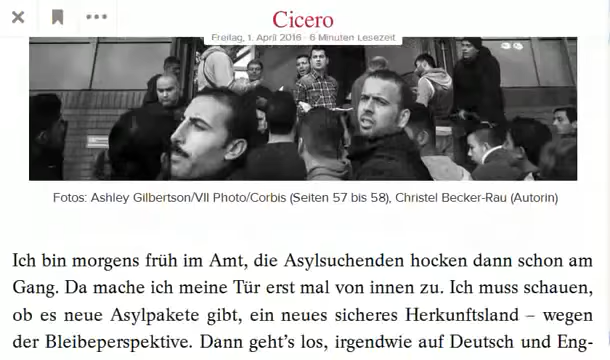 Cicero
Freitag, 1. April 2016 · 6 Minuten Lesezeit
Fotos: Ashley Gilbertson/VII Photo/Corbis (Seiten 57 bis 58), Christel Becker-Rau (Autorin)
Ich bin morgens früh im Amt, die Asylsuchenden hocken dann schon am
Gang. Da mache ich meine Tür erst mal von innen zu. Ich muss schauen,
ob es neue Asylpakete gibt, ein neues sicheres Herkunftsland – wegen
der Bleibeperspektive. Dann geht’s los, irgendwie auf Deutsch und Eng-